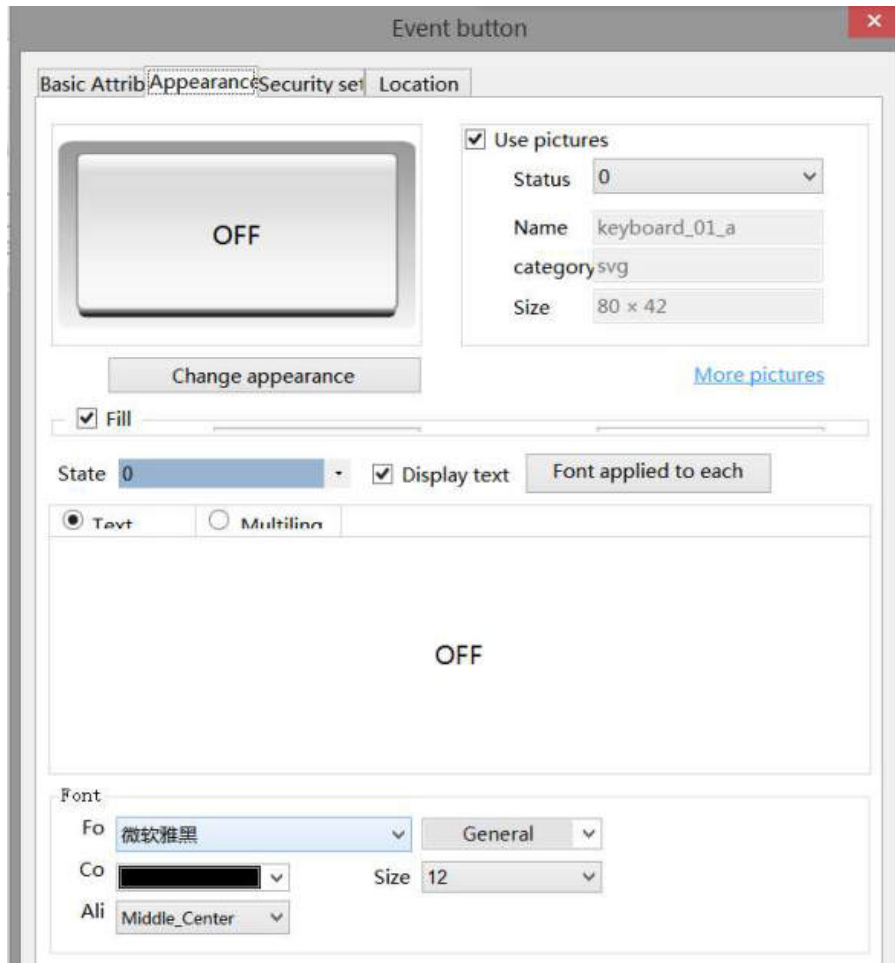 Event button
Basic Attrib Appearance Security set Location
OFF
Use pictures
Status 0
Name keyboard_01_a
category svg
Size 80 × 42
Change appearance
More pictures
Fill
State 0 Display text Font applied to each
Text Multiling
OFF
Font
Fo 微软雅黑 General
Co Size 12
Ali Middle_Center